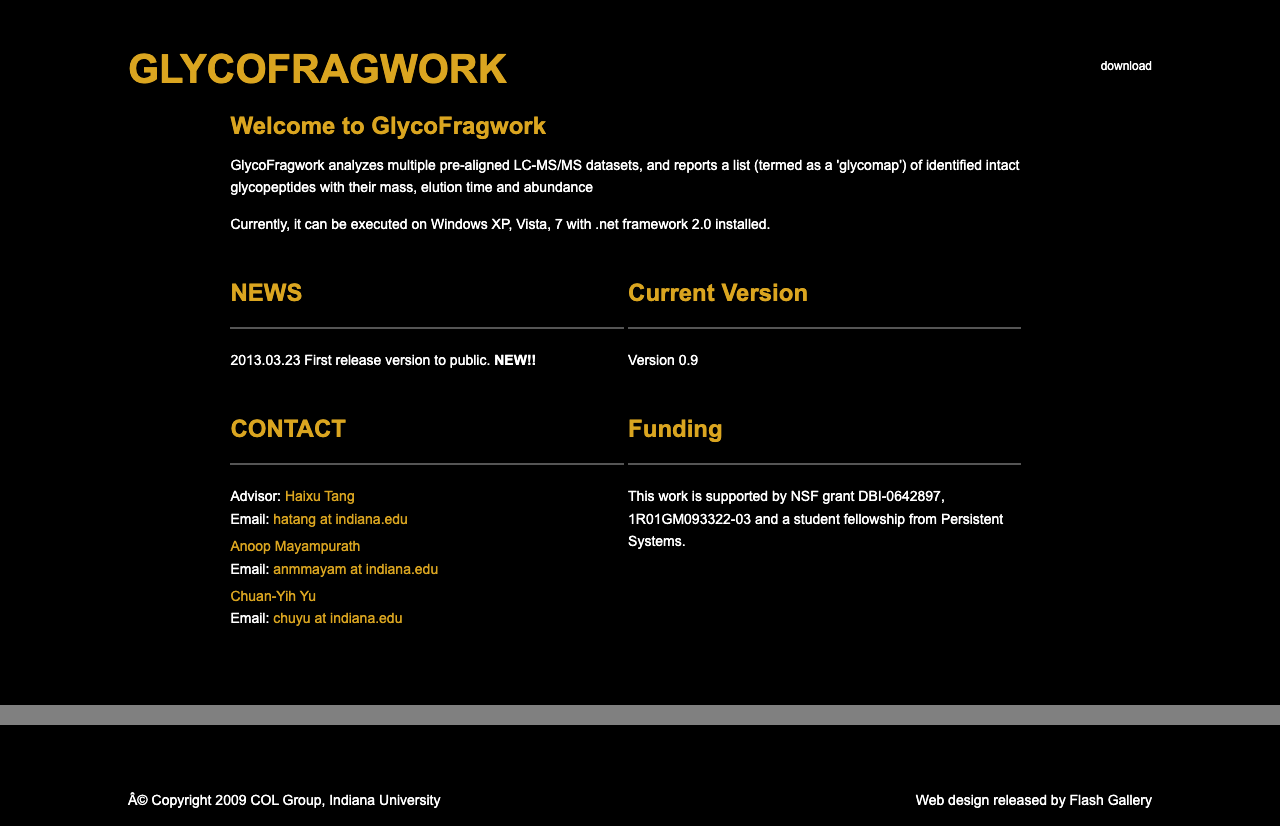 GLYCOFRAGWORK
download
Welcome to GlycoFragwork
GlycoFragwork analyzes multiple pre-aligned LC-MS/MS datasets, and reports a list (termed as a 'glycomap') of identified intact
glycopeptides with their mass, elution time and abundance
Currently, it can be executed on Windows XP, Vista, 7 with .net framework 2.0 installed.
NEWS
2013.03.23 First release version to public. NEW!!
Current Version
Version 0.9
CONTACT
Advisor: Haixu Tang
Email: hatang at indiana.edu
Anoop Mayampurath
Email: anmmayam at indiana.edu
Chuan-Yih Yu
Email: chuyu at indiana.edu
Funding
This work is supported by NSF grant DBI-0642897,
1R01GM093322-03 and a student fellowship from Persistent
Systems.
Â© Copyright 2009 COL Group, Indiana University
Web design released by Flash Gallery